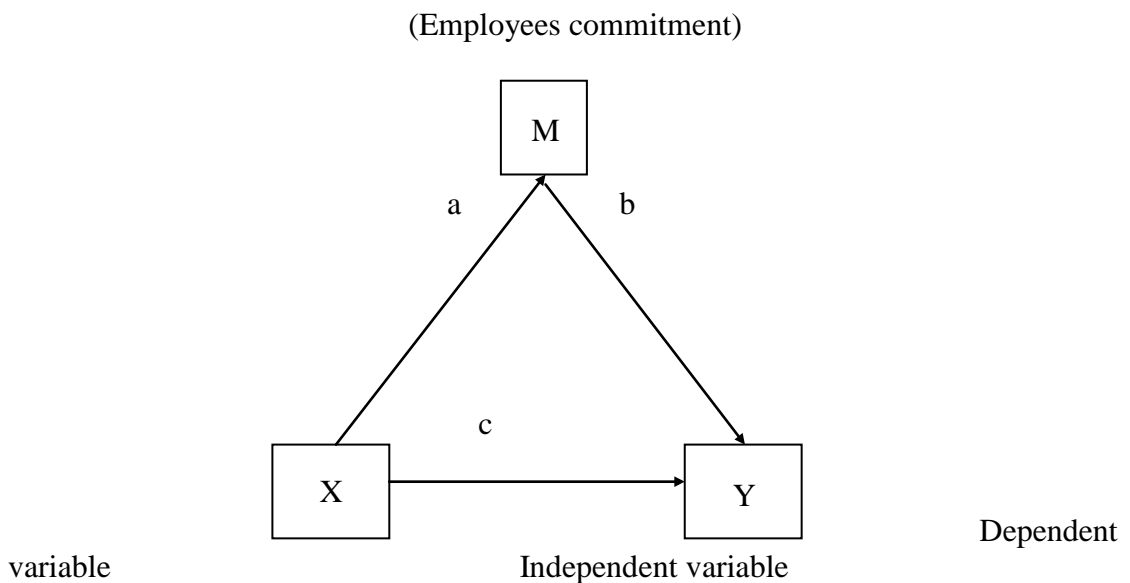 (Employees commitment)
M
a b
c
X Y
Dependent
variable Independent variable